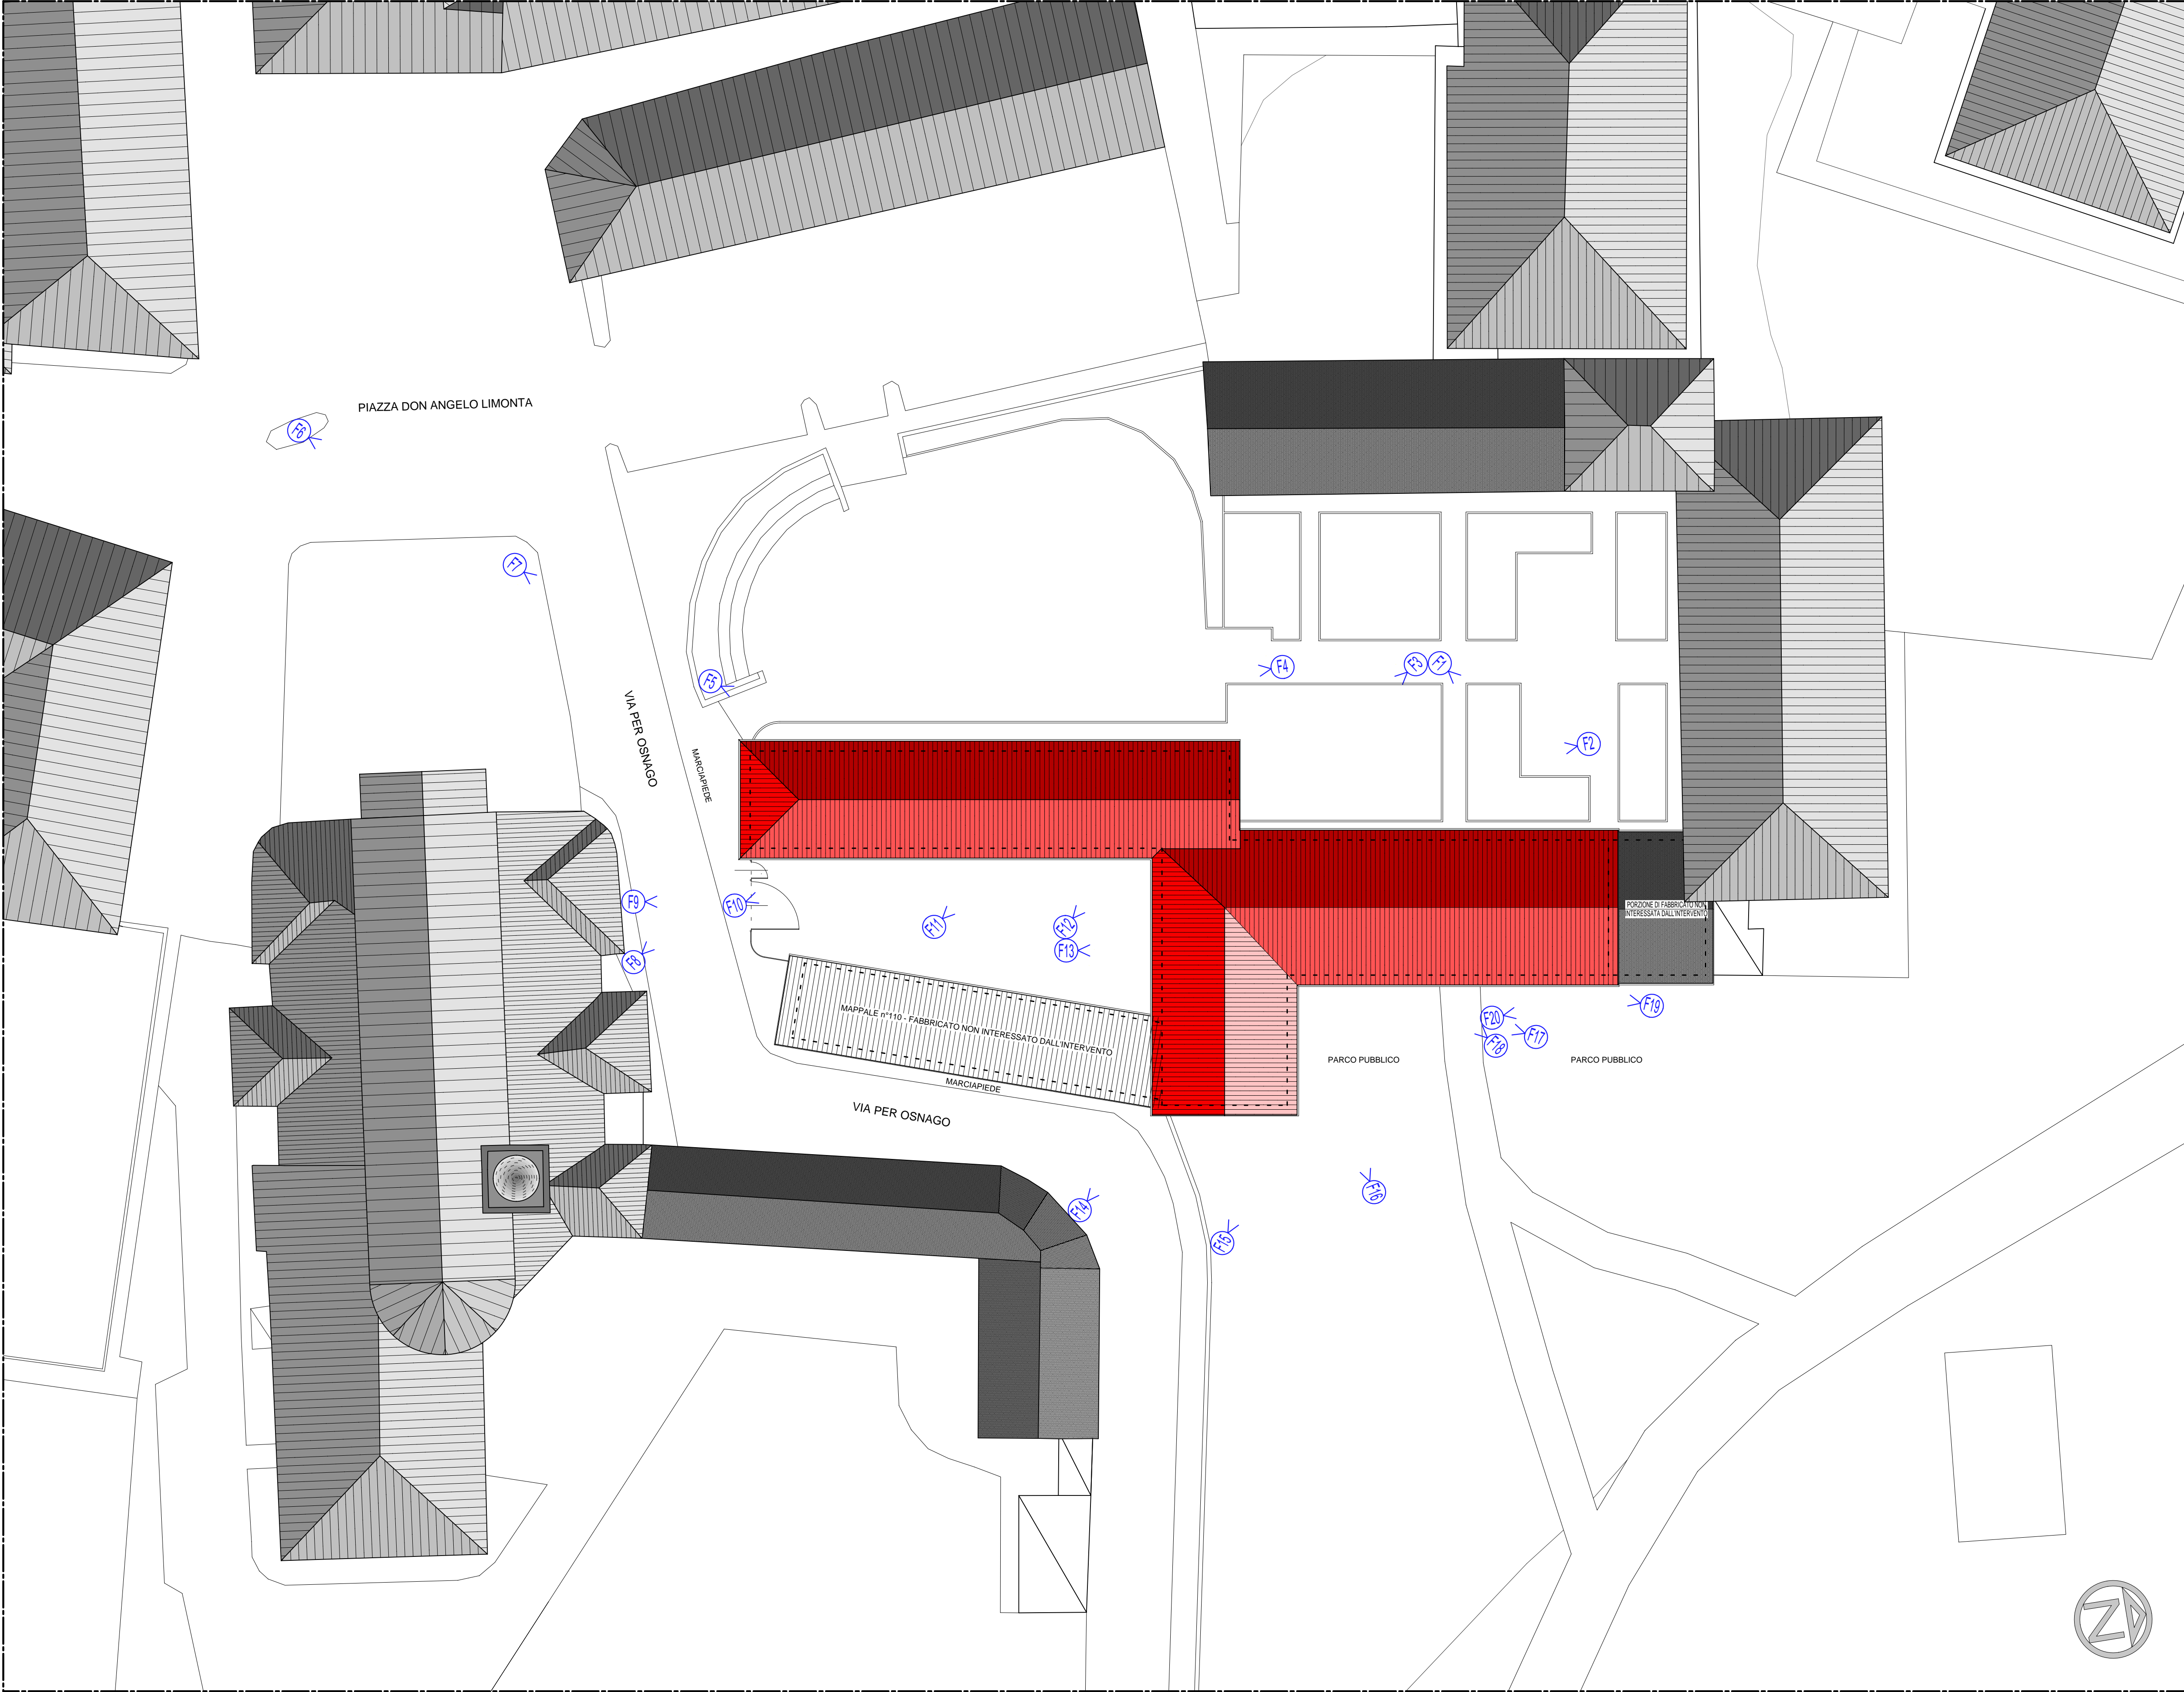 PIAZZA DON ANGELO LIMONTA
F6
F7
VIA PER OSNAGO
MARCIAPIEDE
F5
F4
F3
F1
F2
F9
F8
F10
F11
F12
F13
PORZIONE DI FABBRICATO NON
INTERESSATA DALL'INTERVENTO
MAPPALE n°110 - FABBRICATO NON INTERESSATO DALL'INTERVENTO
MARCIAPIEDE
VIA PER OSNAGO
F19
F20
F18
F17
PARCO PUBBLICO
PARCO PUBBLICO
F14
F15
F16
N